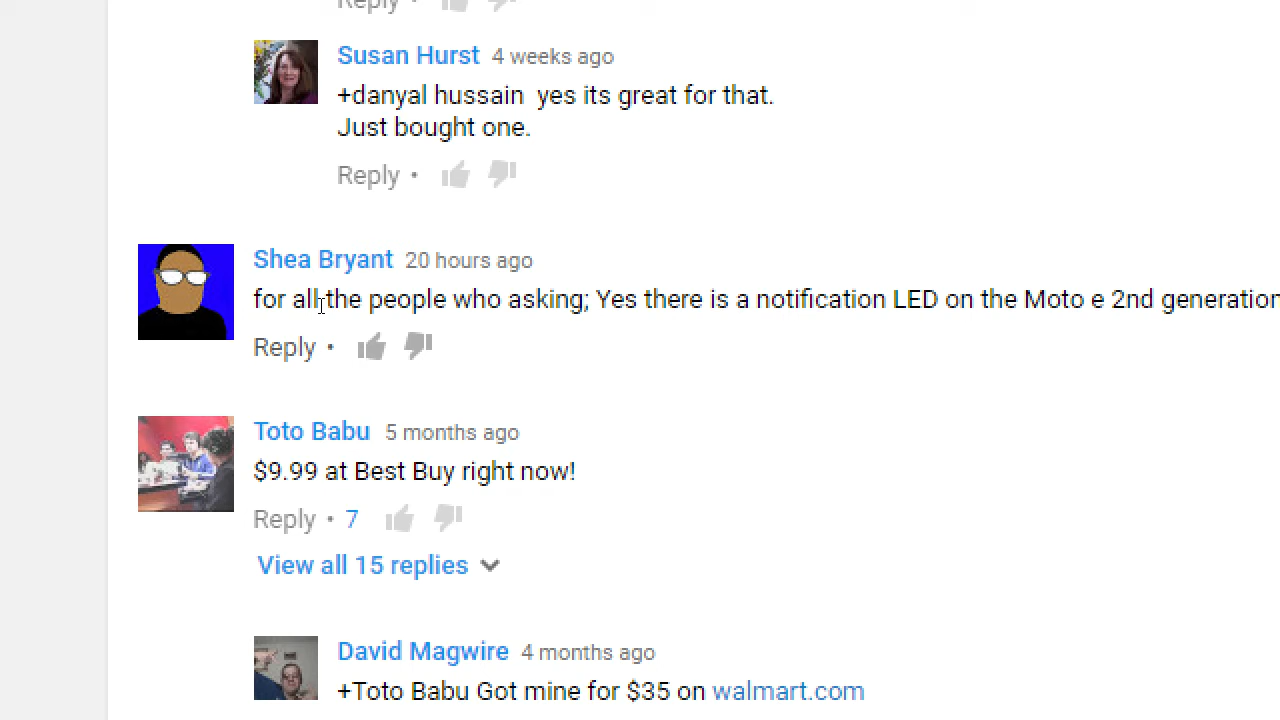 Reply •
Susan Hurst 4 weeks ago
+danyal hussain  yes its great for that.
Just bought one.
Reply •
Shea Bryant 20 hours ago
for all the people who asking; Yes there is a notification LED on the Moto e 2nd generation
Reply •
Toto Babu 5 months ago
$9.99 at Best Buy right now!
Reply • 7
View all 15 replies
David Magwire 4 months ago
+Toto Babu Got mine for $35 on walmart.com